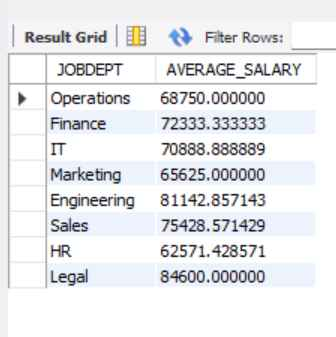 Result Grid Filter Rows:
JOBDEPT AVERAGE_SALARY
Operations 68750.000000
Finance 72333.333333
IT 70888.888889
Marketing 65625.000000
Engineering 81142.857143
Sales 75428.571429
HR 62571.428571
Legal 84600.000000